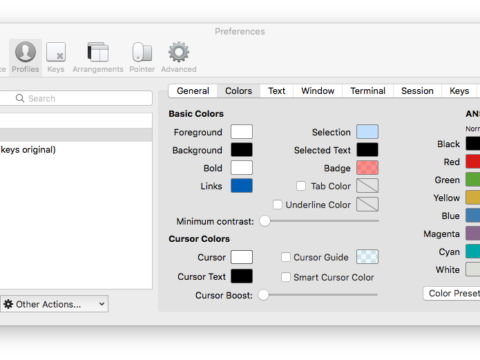 Preferences
ce Profiles Keys Arrangements Pointer Advanced
Search
General Colors Text Window Terminal Session Keys
keys original)
Other Actions...
Basic Colors
Foreground
Background
Bold
Links
Selection
Selected Text
Badge
Tab Color
Underline Color
Minimum contrast:
Cursor Colors
Cursor
Cursor Text
Cursor Guide
Smart Cursor Color
Cursor Boost:
ANS
Norr
Black
Red
Green
Yellow
Blue
Magenta
Cyan
White
Color Preset